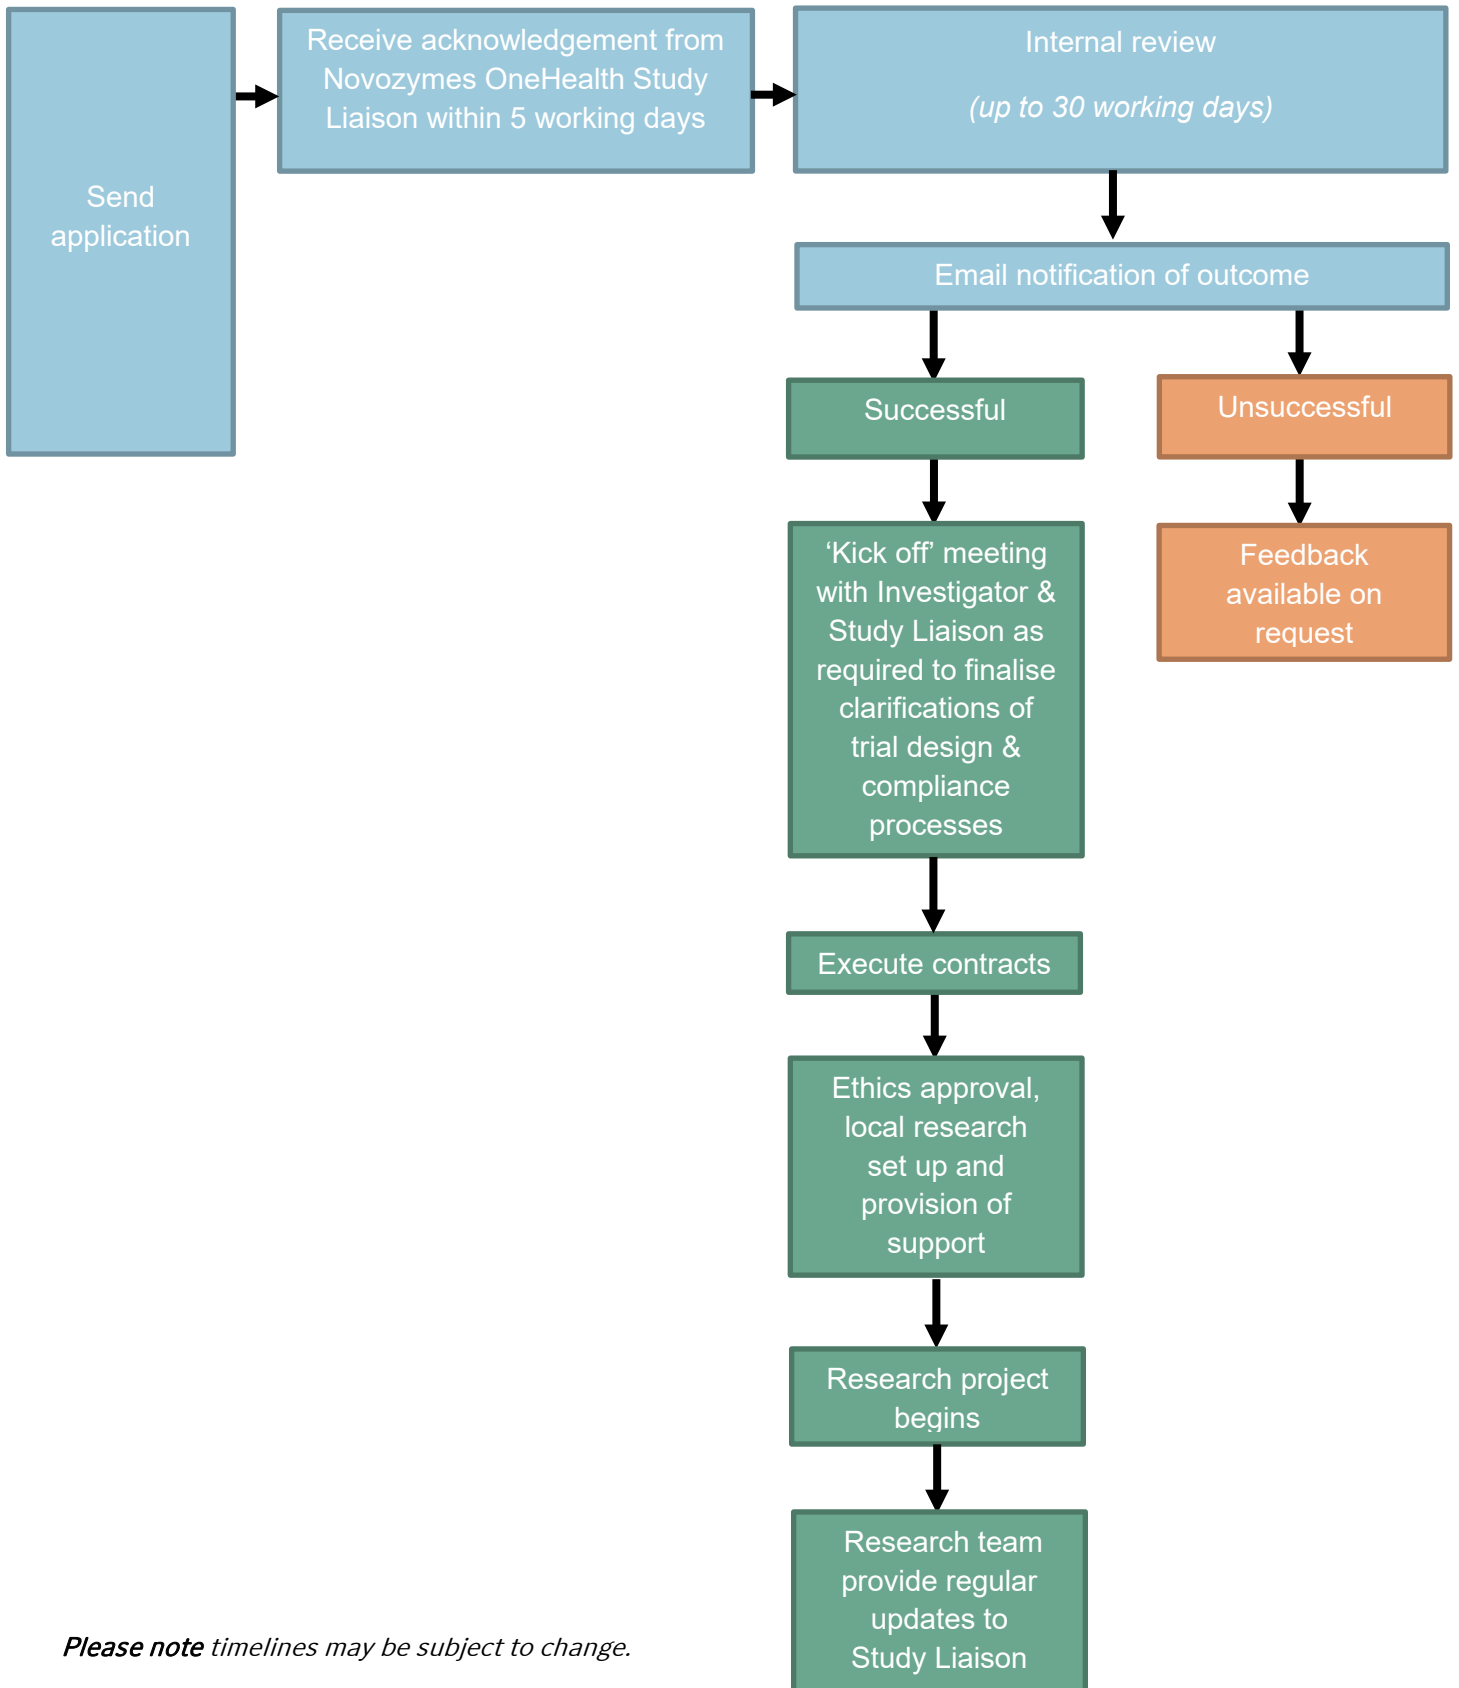 Send
application
Receive acknowledgement from
Novozymes OneHealth Study
Liaison within 5 working days
Internal review
(up to 30 working days)
Email notification of outcome
Successful
Unsuccessful
‘Kick off’ meeting
with Investigator &
Study Liaison as
required to finalise
clarifications of
trial design &
compliance
processes
Feedback
available on
request
Execute contracts
Ethics approval,
local research
set up and
provision of
support
Research project
begins
Research team
provide regular
updates to
Study Liaison
Please note timelines may be subject to change.